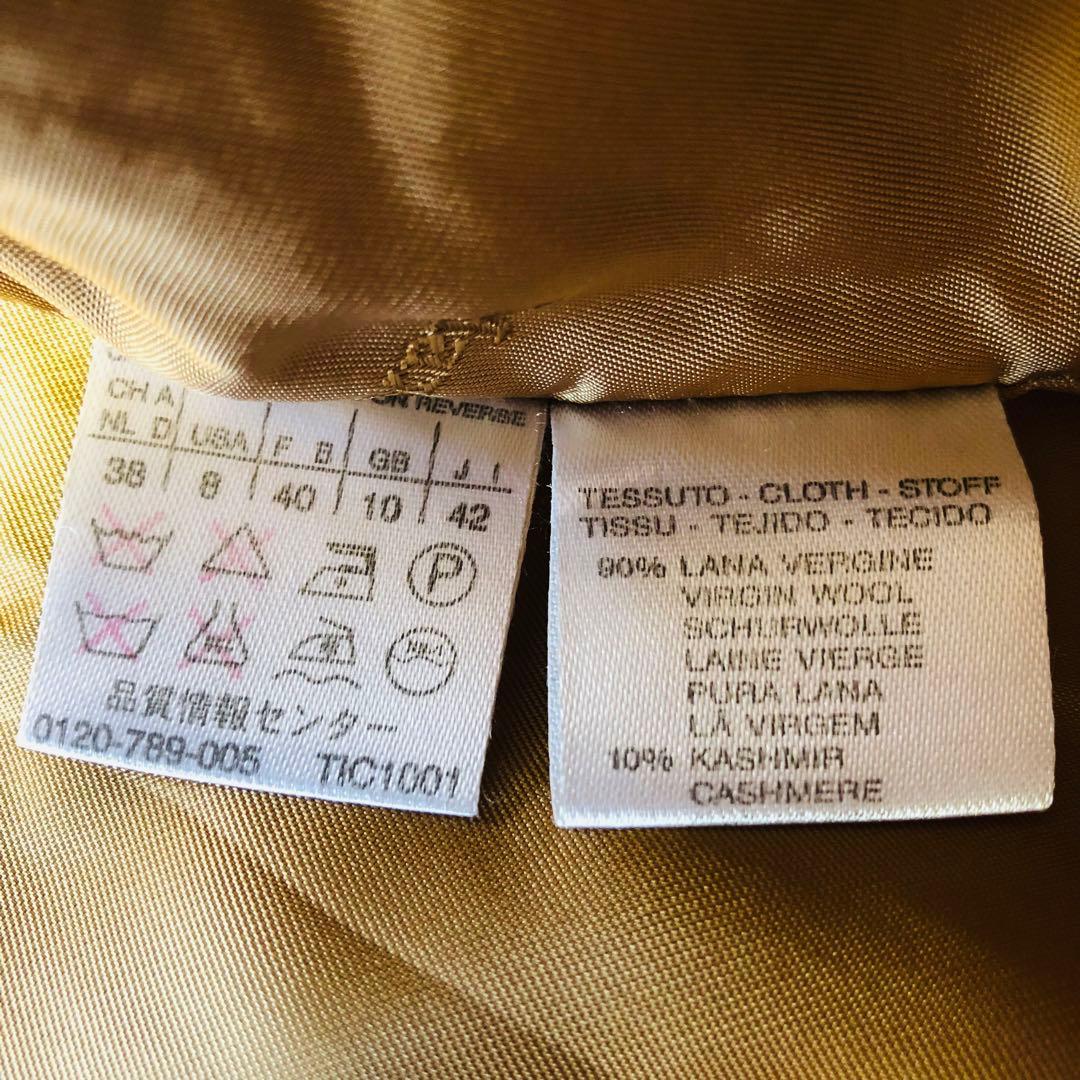 CH A
ON REVERSE
NL D USA F B GB J I
38 8 40 10 42
P
品質情報センター
0120-789-005 TIC1001
TESSUTO - CLOTH - STOFF
TISSU - TEJIDO - TECIDO
90% LANA VERGINE
VIRGIN WOOL
SCHURWOLLE
LAINE VIERGE
PURA LANA
LÃ VIRGEM
10% KASHMIR
CASHMERE